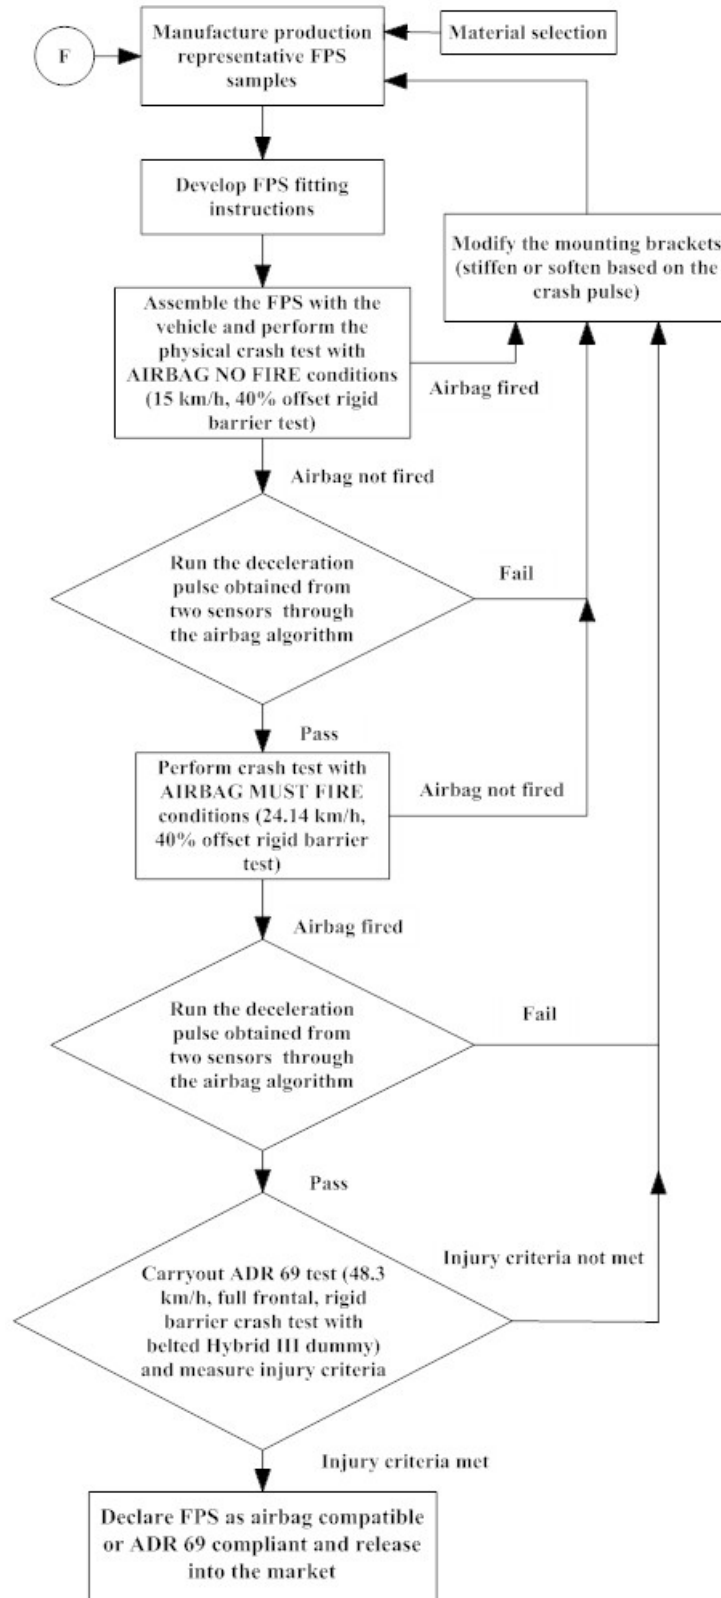 Manufacture production
representative FPS
samples
Material selection
F
Develop FPS fitting
instructions
Modify the mounting brackets
(stiffen or soften based on the
crash pulse)
Assemble the FPS with the
vehicle and perform the
physical crash test with
AIRBAG NO FIRE conditions
(15 km/h, 40% offset rigid
barrier test)
Airbag fired
Airbag not fired
Run the deceleration
pulse obtained from
two sensors through
the airbag algorithm
Fail
Pass
Perform crash test with
AIRBAG MUST FIRE
conditions (24.14 km/h,
40% offset rigid barrier
test)
Airbag not fired
Airbag fired
Run the deceleration
pulse obtained from
two sensors through
the airbag algorithm
Fail
Pass
Carryout ADR 69 test (48.3
km/h, full frontal, rigid
barrier crash test with
belted Hybrid III dummy)
and measure injury criteria
Injury criteria not met
Injury criteria met
Declare FPS as airbag compatible
or ADR 69 compliant and release
into the market